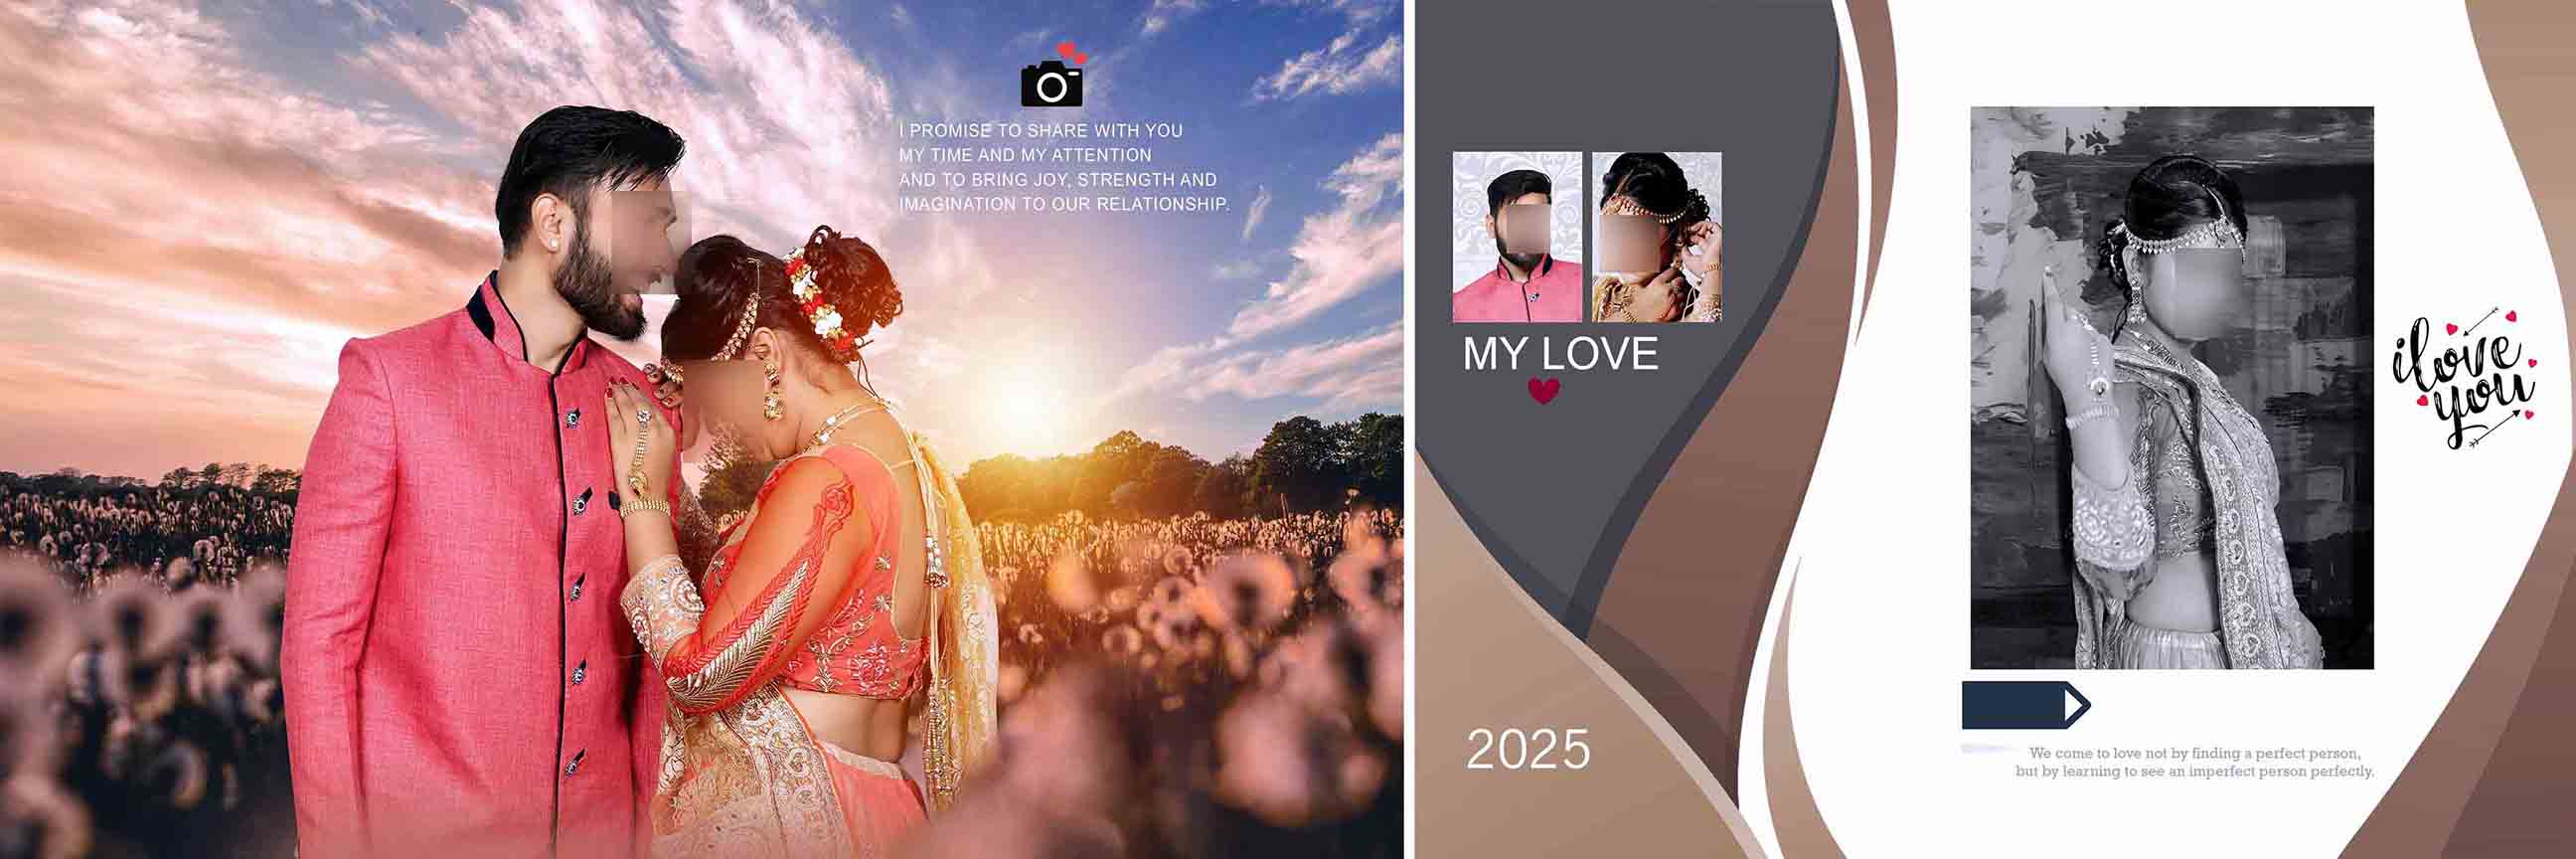 I PROMISE TO SHARE WITH YOU
MY TIME AND MY ATTENTION
AND TO BRING JOY, STRENGTH AND
IMAGINATION TO OUR RELATIONSHIP.
MY LOVE
2025
i love
you
We come to love not by finding a perfect person,
but by learning to see an imperfect person perfectly.